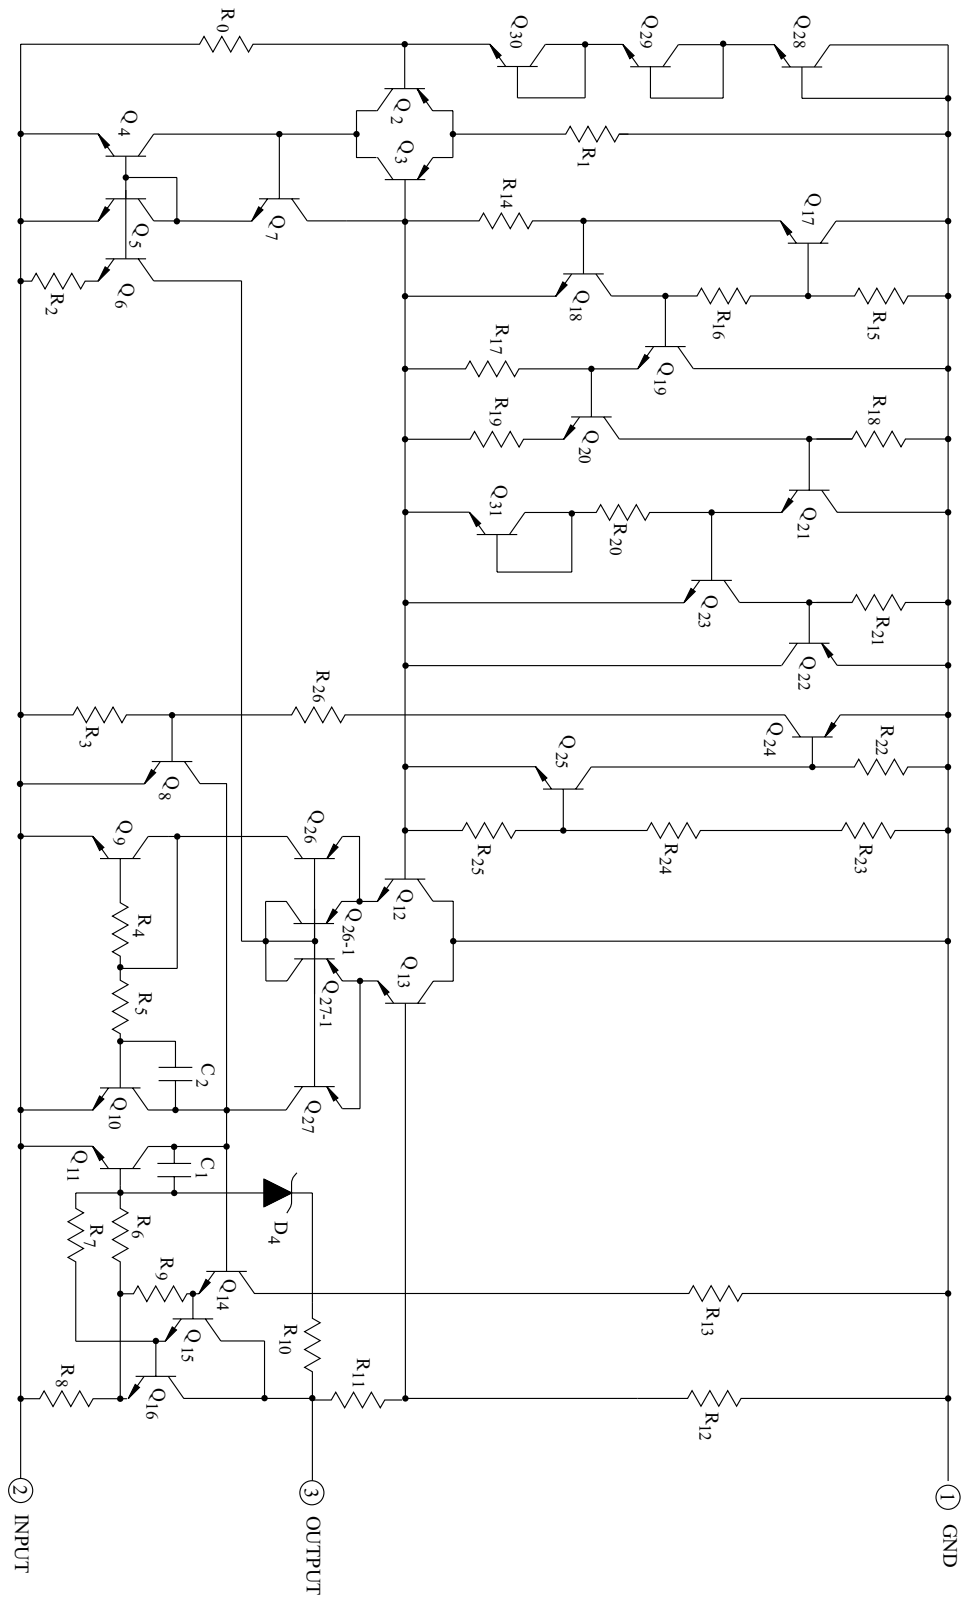 1 GND
R22
R18
R15
R21
R23
Q28
Q17
Q21
Q22
Q24
R16
Q23
R13
R12
Q29
Q19
R20
R24
R1
Q18
Q20
Q25
Q30
R14
R17
R19
Q31
R25
Q2
Q3
Q12
Q13
R11
R26
Q26
Q26-1
Q27-1
Q27
D4
R10
3 OUTPUT
Q7
R0
C2
C1
Q14
Q8
R9
Q15
Q4
Q5
Q6
Q9
R4
R5
Q10
R6
Q16
R3
Q11
R7
R2
R8
2 INPUT